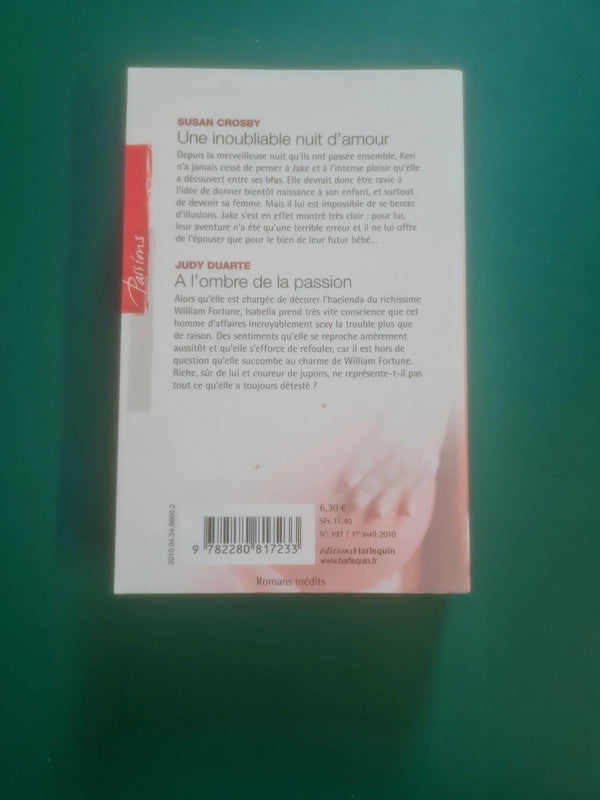 SUSAN CROSBY
Une inoubliable nuit d'amour
Depuis la merveilleuse nuit qu'ils ont passée ensemble, Keri
n'a jamais cessé de penser à Jake et à l'intense plaisir qu'elle
a découvert entre ses bras. Elle devrait donc être ravie à
l'idée de donner bientôt naissance à son enfant, et surtout
de devenir sa femme. Mais il lui est impossible de se bercer
d'illusions. Jake s'est en effet montré très clair : pour lui,
leur aventure n'a été qu'une terrible erreur et il ne lui offre
de l'épouser que pour le bien de leur futur bébé...
JUDY DUARTE
A l'ombre de la passion
Alors qu'elle est chargée de décorer l'hacienda du richissime
William Fortune, Isabella prend très vite conscience que cet
homme d'affaires incroyablement sexy la trouble plus que
de raison. Des sentiments qu'elle se reproche amèrement
aussitôt et qu'elle s'efforce de refouler, car il est hors de
question qu'elle succombe au charme de William Fortune.
Riche, sûr de lui et coureur de jupons, ne représente-t-il pas
tout ce qu'elle a toujours détesté ?
Passions
2010.04.54.6660.2
9 782280 817233
6,30 €
SFr. 11.40
N° 197 / 1er avril 2010
éditionsHarlequin
www.harlequin.fr
Romans inédits